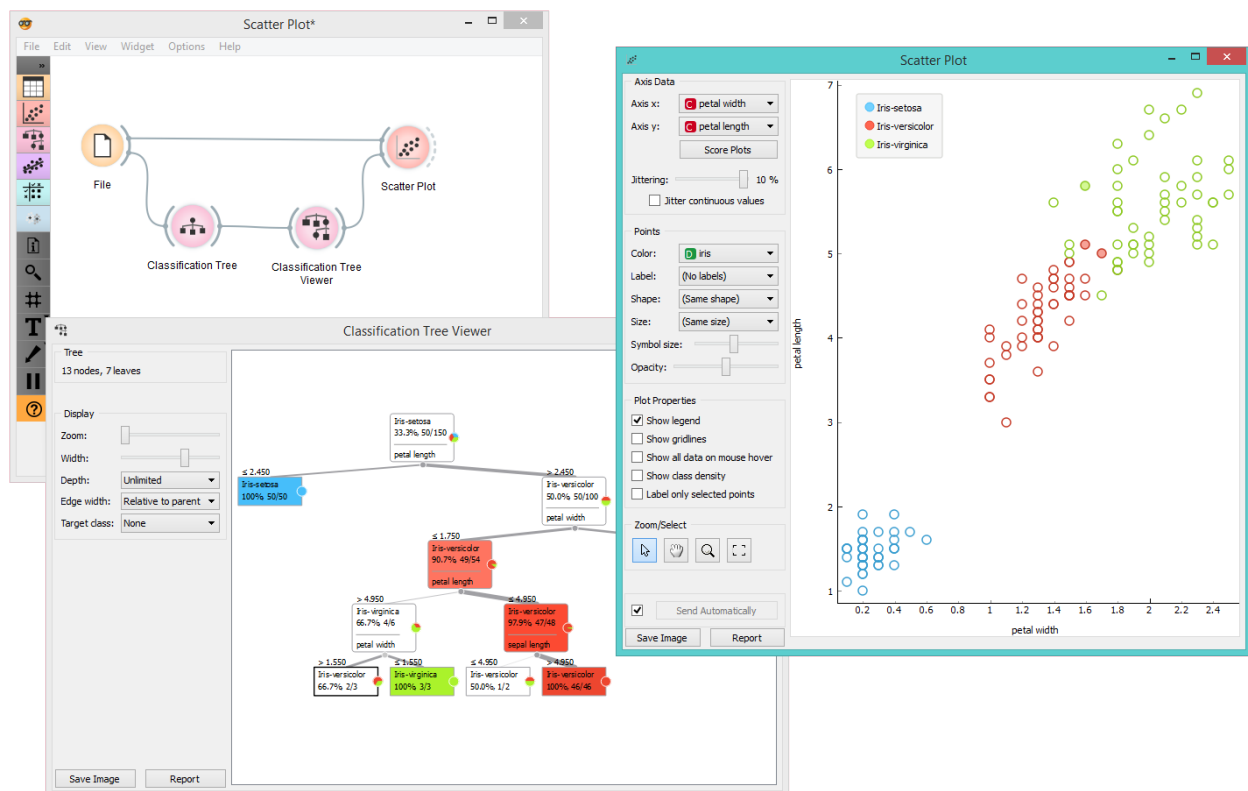 Scatter Plot*
File Edit View Widget Options Help
File
Scatter Plot
Classification Tree
Classification Tree
Viewer
Classification Tree Viewer
Tree
13 nodes, 7 leaves
Display
Zoom:
Width:
Depth: Unlimited
Edge width: Relative to parent
Target class: None
Save Image Report
Iris-setosa
33.3%, 50/150
petal length
≤ 2.450
Iris-setosa
100% 50/50
> 2.450
Iris-versicolor
50.0% 50/100
petal width
≤ 1.750
Iris-versicolor
90.7% 49/54
petal length
> 4.950
Iris-virginica
66.7% 4/6
petal width
≤ 4.950
Iris-versicolor
97.9% 47/48
sepal length
> 1.550
Iris-versicolor
66.7% 2/3
≤ 1.550
Iris-virginica
100% 3/3
≤ 4.950
Iris-versicolor
50.0% 1/2
> 4.950
Iris-versicolor
100% 46/46
Scatter Plot
Axis Data
Axis x: C petal width
Axis y: C petal length
Score Plots
Jittering: 10 %
Jitter continuous values
Points
Color: D iris
Label: (No labels)
Shape: (Same shape)
Size: (Same size)
Symbol size:
Opacity:
Plot Properties
Show legend
Show gridlines
Show all data on mouse hover
Show class density
Label only selected points
Zoom/Select
Send Automatically
Save Image Report
Iris-setosa
Iris-versicolor
Iris-virginica
7
6
5
4
3
2
1
petal length
0.2 0.4 0.6 0.8 1 1.2 1.4 1.6 1.8 2 2.2 2.4
petal width